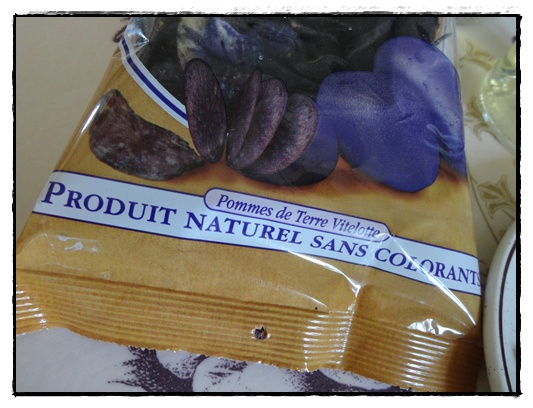 Pommes de Terre Vitelotte
PRODUIT NATUREL SANS COLORANTS